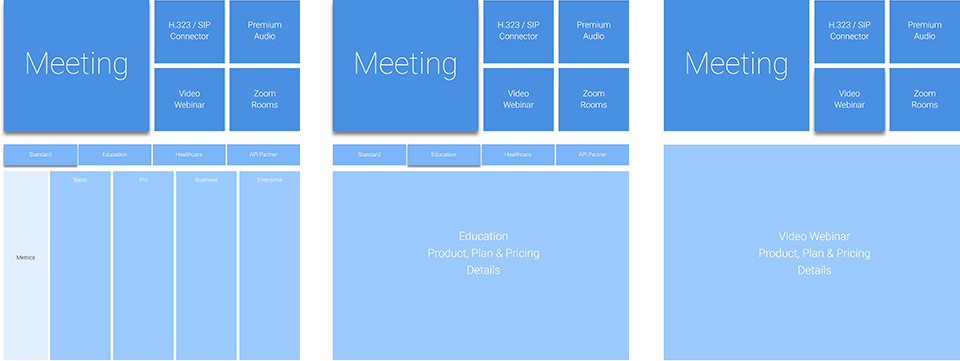 Meeting
H.323 / SIP
Connector
Premium
Audio
Video
Webinar
Zoom
Rooms
Standard
Education
Healthcare
API Partner
Metrics
Basic
Pro
Business
Enterprise
Meeting
H.323 / SIP
Connector
Premium
Audio
Video
Webinar
Zoom
Rooms
Standard
Education
Healthcare
API Partner
Education
Product, Plan & Pricing
Details
Meeting
H.323 / SIP
Connector
Premium
Audio
Video
Webinar
Zoom
Rooms
Video Webinar
Product, Plan & Pricing
Details